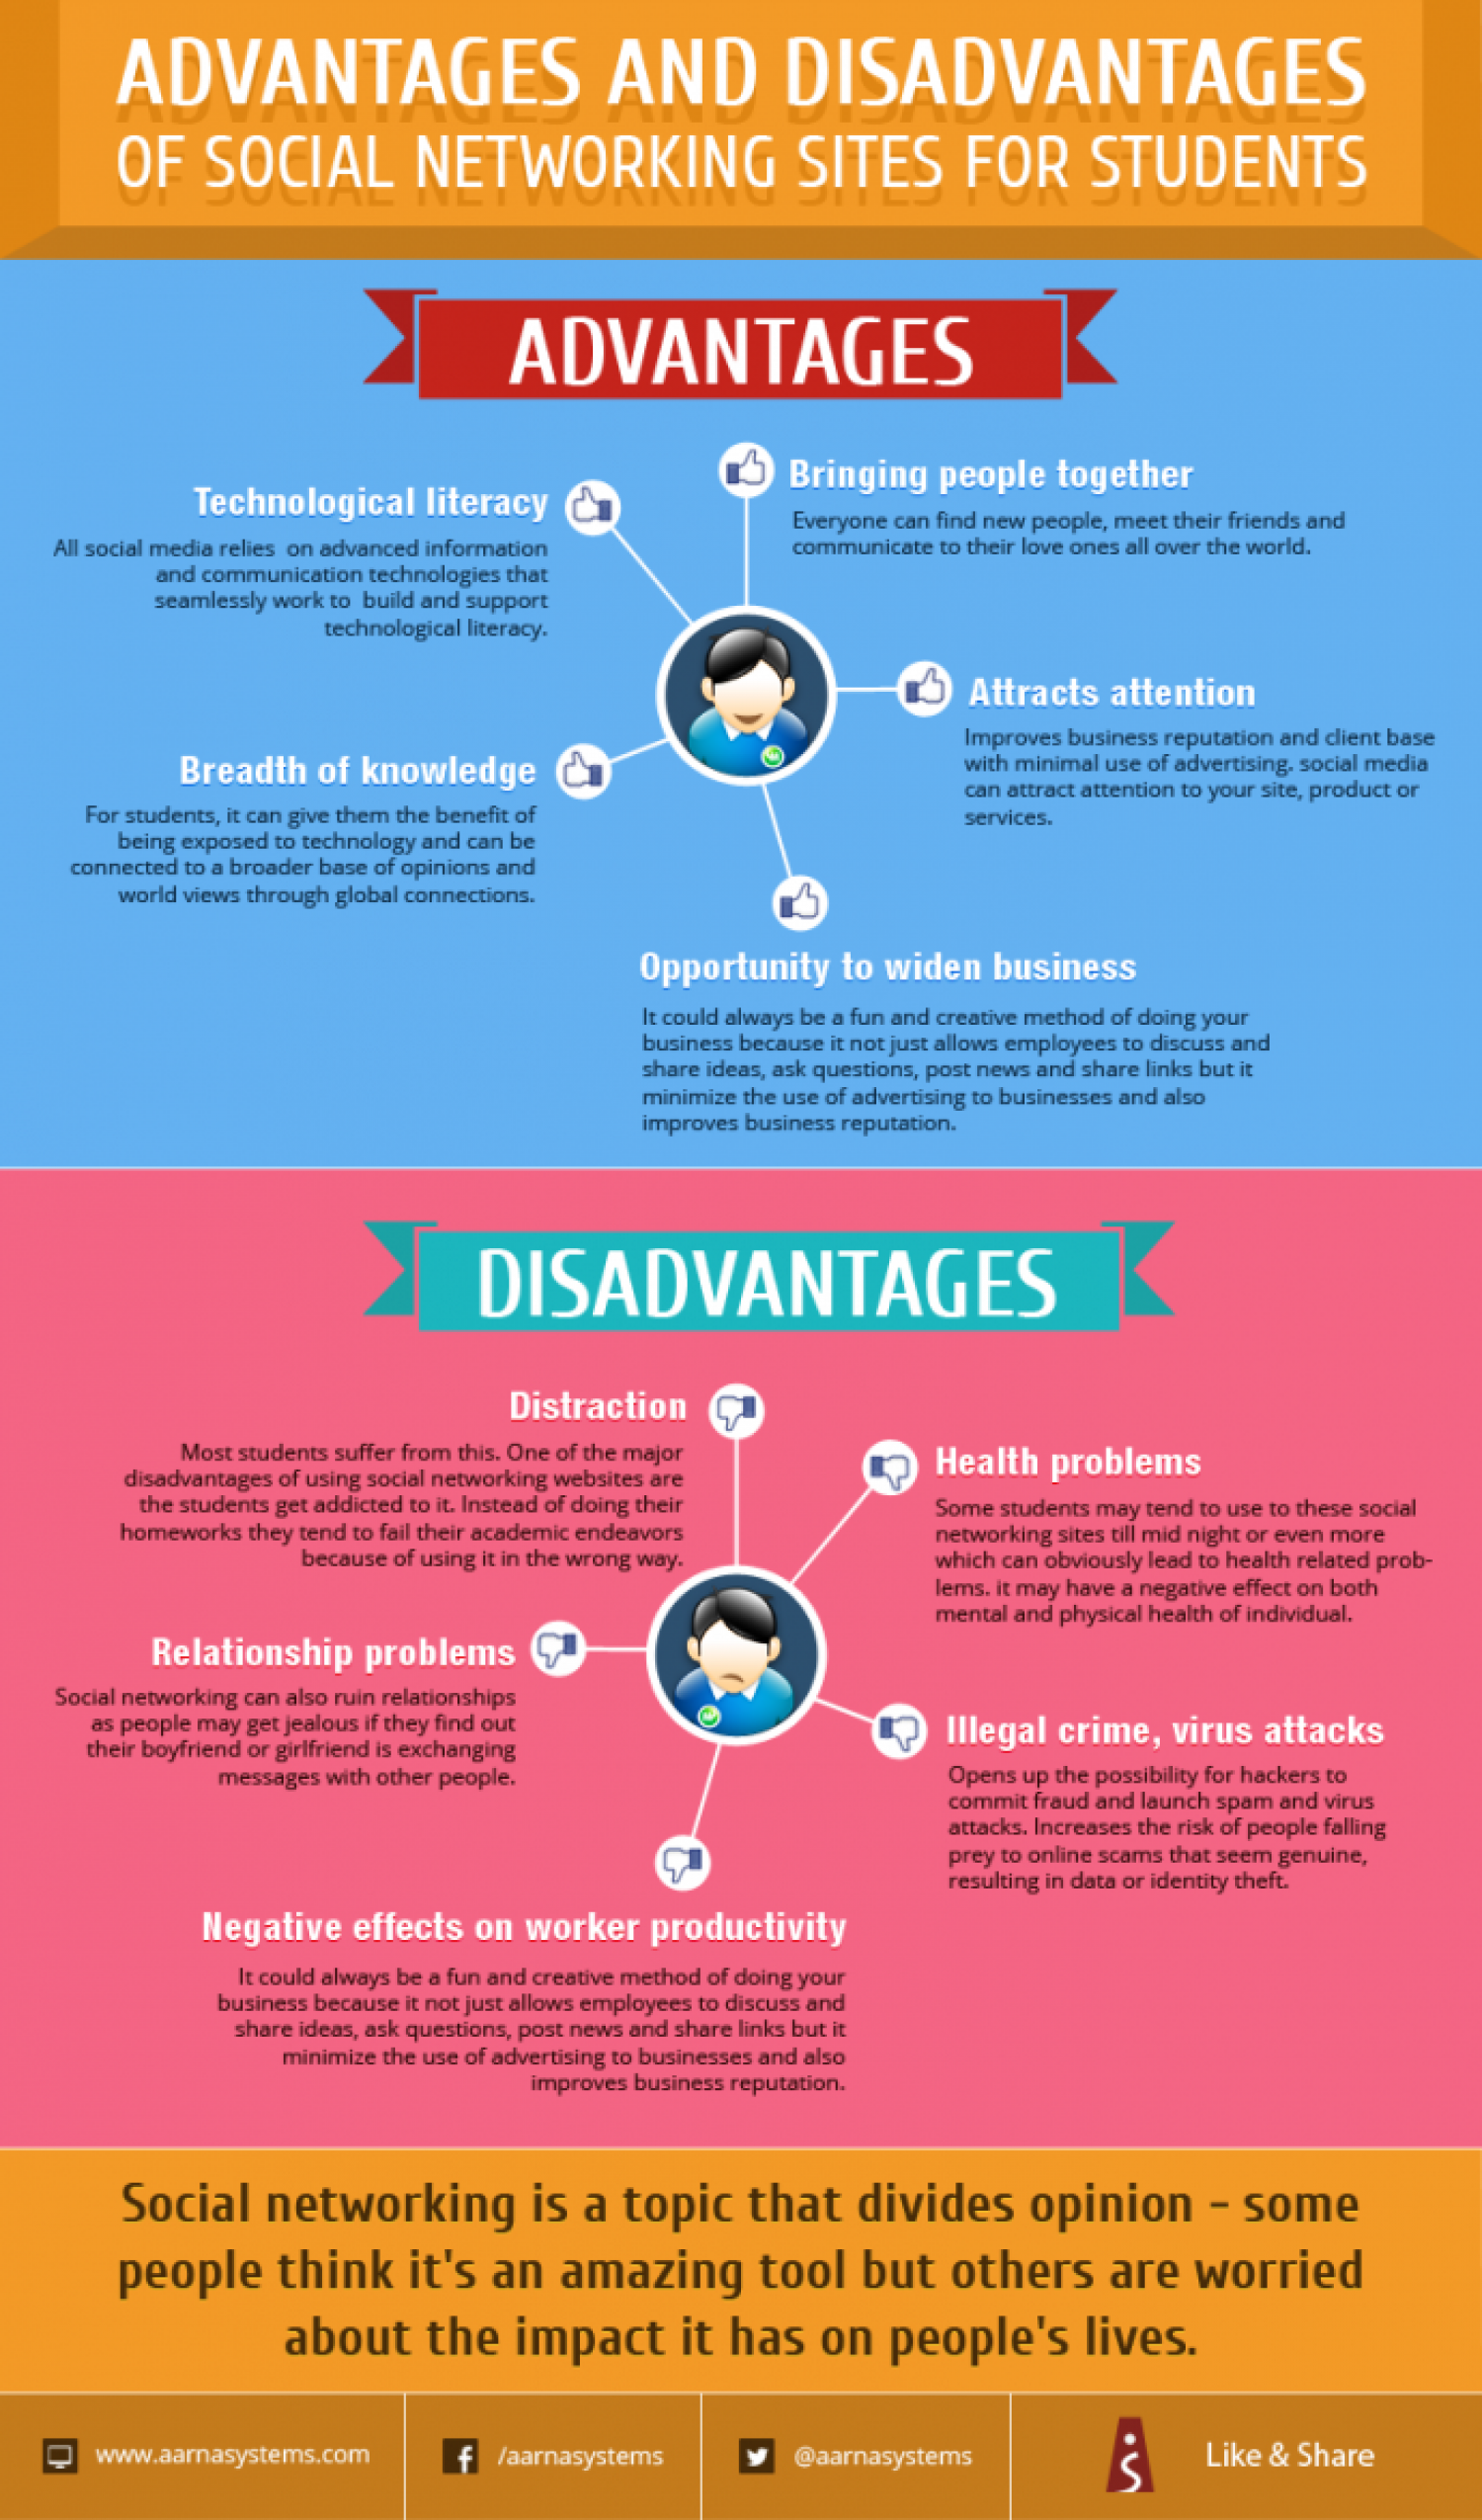 ADVANTAGES AND DISADVANTAGES
OF SOCIAL NETWORKING SITES FOR STUDENTS
ADVANTAGES
Technological literacy
All social media relies on advanced information
and communication technologies that
seamlessly work to build and support
technological literacy.
Bringing people together
Everyone can find new people, meet their friends and
communicate to their love ones all over the world.
Attracts attention
Improves business reputation and client base
with minimal use of advertising. social media
can attract attention to your site, product or
services.
Breadth of knowledge
For students, it can give them the benefit of
being exposed to technology and can be
connected to a broader base of opinions and
world views through global connections.
Opportunity to widen business
It could always be a fun and creative method of doing your
business because it not just allows employees to discuss and
share ideas, ask questions, post news and share links but it
minimize the use of advertising to businesses and also
improves business reputation.
DISADVANTAGES
Distraction
Most students suffer from this. One of the major
disadvantages of using social networking websites are
the students get addicted to it. Instead of doing their
homeworks they tend to fail their academic endeavors
because of using it in the wrong way.
Health problems
Some students may tend to use to these social
networking sites till mid night or even more
which can obviously lead to health related prob-
lems. it may have a negative effect on both
mental and physical health of individual.
Relationship problems
Social networking can also ruin relationships
as people may get jealous if they find out
their boyfriend or girlfriend is exchanging
messages with other people.
Illegal crime, virus attacks
Opens up the possibility for hackers to
commit fraud and launch spam and virus
attacks. Increases the risk of people falling
prey to online scams that seem genuine,
resulting in data or identity theft.
Negative effects on worker productivity
It could always be a fun and creative method of doing your
business because it not just allows employees to discuss and
share ideas, ask questions, post news and share links but it
minimize the use of advertising to businesses and also
improves business reputation.
Social networking is a topic that divides opinion - some
people think it's an amazing tool but others are worried
about the impact it has on people's lives.
www.aarnasystems.com
/aarnasystems
@aarnasystems
Like & Share